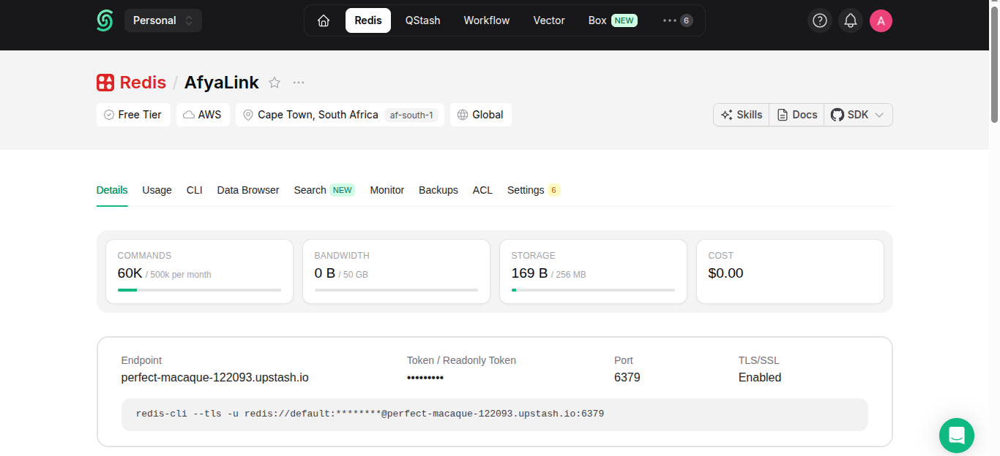 Personal Redis QStash Workflow Vector Box NEW ••• 6 A
Redis / AfyaLink
Free Tier AWS Cape Town, South Africa af-south-1 Global Skills Docs SDK
Details Usage CLI Data Browser Search NEW Monitor Backups ACL Settings 6
COMMANDS BANDWIDTH STORAGE COST
60K / 500k per month 0 B / 50 GB 169 B / 256 MB $0.00
Endpoint Token / Readonly Token Port TLS/SSL
perfect-macaque-122093.upstash.io ••••••••• 6379 Enabled
redis-cli --tls -u redis://default:********@perfect-macaque-122093.upstash.io:6379